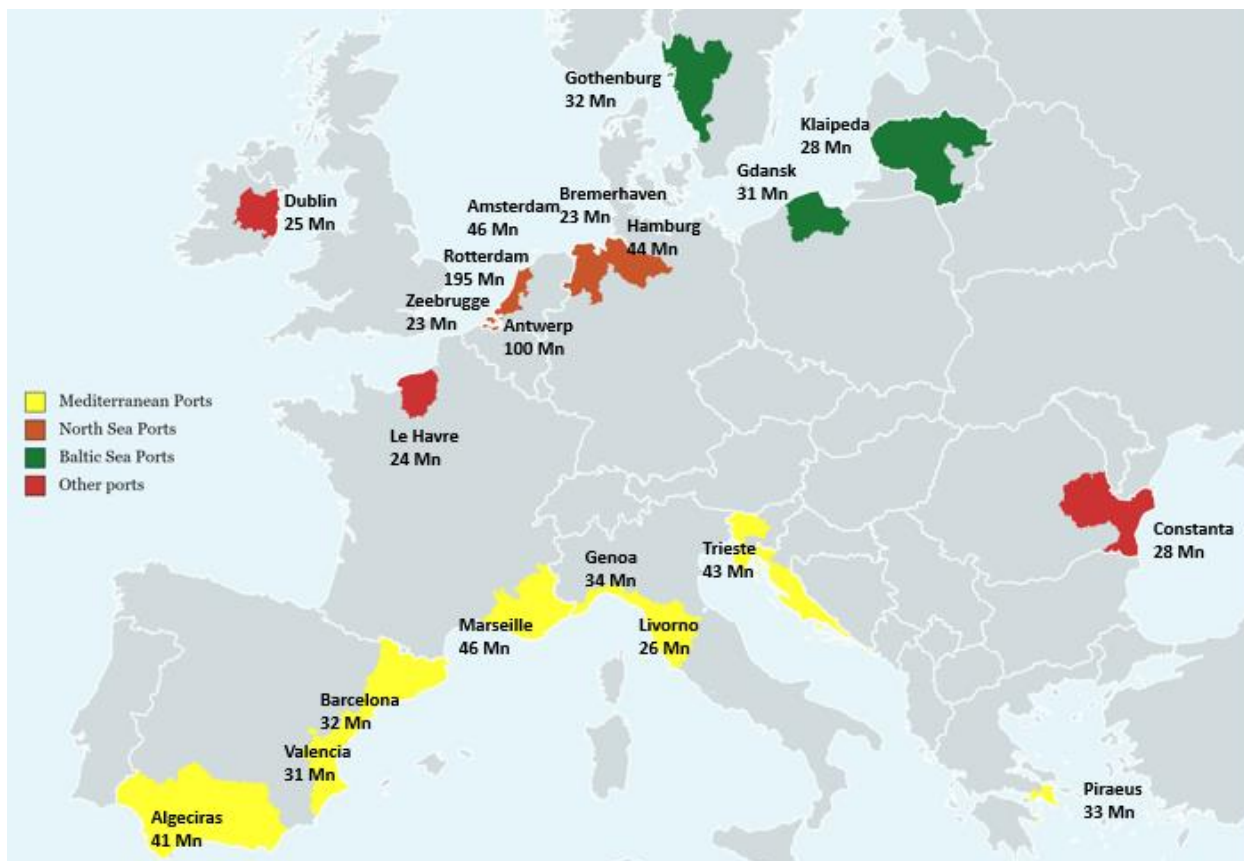 Gothenburg
32 Mn
Klaipeda
28 Mn
Gdansk
31 Mn
Dublin
25 Mn
Bremerhaven
23 Mn
Amsterdam
46 Mn
Hamburg
44 Mn
Rotterdam
195 Mn
Zeebrugge
23 Mn
Antwerp
100 Mn
Mediterranean Ports
North Sea Ports
Baltic Sea Ports
Other ports
Le Havre
24 Mn
Constanta
28 Mn
Trieste
43 Mn
Genoa
34 Mn
Marseille
46 Mn
Livorno
26 Mn
Barcelona
32 Mn
Valencia
31 Mn
Algeciras
41 Mn
Piraeus
33 Mn